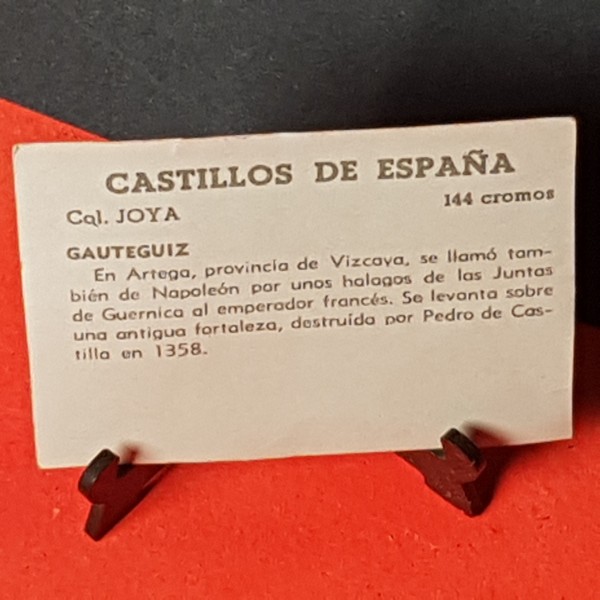 CASTILLOS DE ESPAÑA
Col. JOYA
144 cromos
GAUTEGUIZ
En Artega, provincia de Vizcaya, se llamó tam-
bién de Napoleón por unos halagos de las Juntas
de Guernica al emperador francés. Se levanta sobre
una antigua fortaleza, destruída por Pedro de Cas-
tilla en 1358.